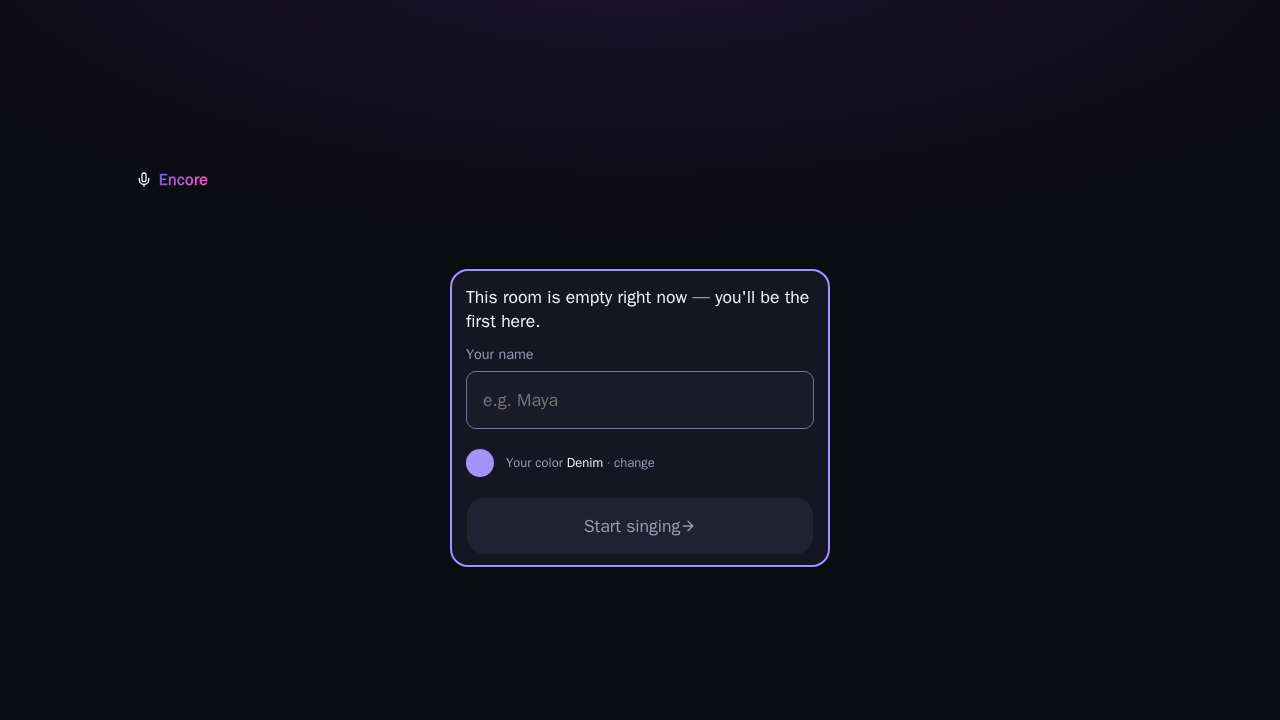 Encore
This room is empty right now — you'll be the
first here.
Your name
e.g. Maya
Your color Denim · change
Start singing→